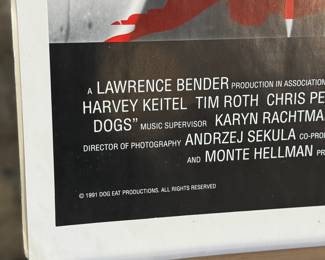 A LAWRENCE BENDER PRODUCTION IN ASSOCIATION
HARVEY KEITEL TIM ROTH CHRIS PE
DOGS" MUSIC SUPERVISOR KARYN RACHTMA
DIRECTOR OF PHOTOGRAPHY ANDRZEJ SEKULA CO-PRO
AND MONTE HELLMAN PR
© 1991 DOG EAT PRODUCTIONS. ALL RIGHTS RESERVED